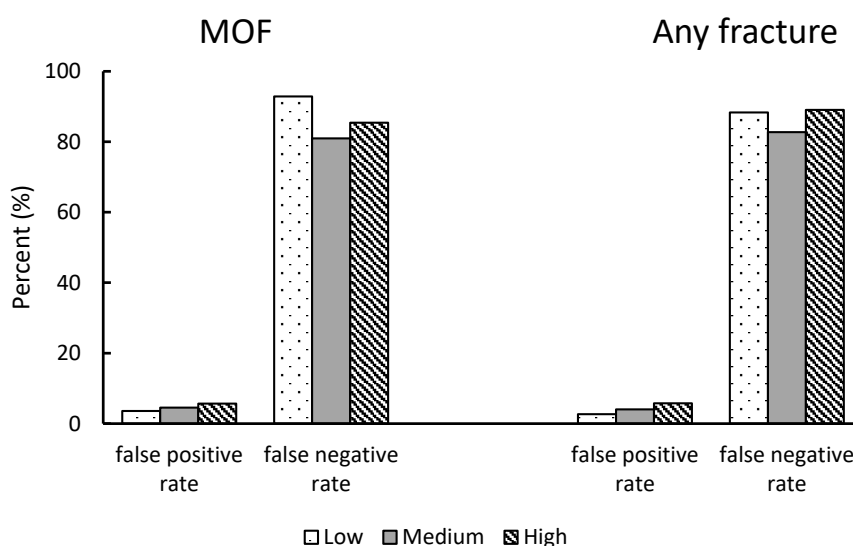 MOF Any fracture
Percent (%)
100
80
60
40
20
0
false positive rate
false negative rate
false positive rate
false negative rate
Low Medium High